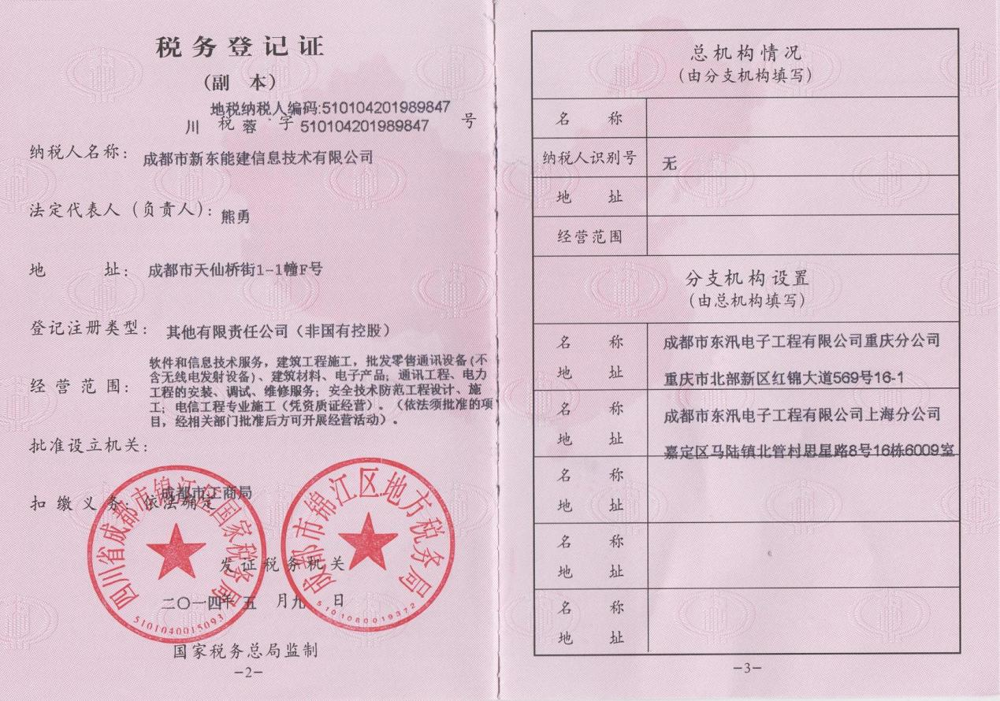 税务登记证
（副 本）
地税纳税人编码:510104201989847
川 税 蓉 字 510104201989847 号
纳税人名称： 成都市新东能建信息技术有限公司
法定代表人（负责人）： 熊勇
地 址： 成都市天仙桥街1-1幢F号
登记注册类型： 其他有限责任公司（非国有控股）
经营范围： 软件和信息技术服务，建筑工程施工，批发零售通讯设备(不
含无线电发射设备)、建筑材料、电子产品；通讯工程、电力
工程的安装、调试、维修服务；安全技术防范工程设计、施
工；电信工程专业施工（凭资质证经营）。（依法须批准的项
目，经相关部门批准后方可开展经营活动）。
批准设立机关：
成都市工商局
扣缴义务：依法确定
四川省成都市锦江区国家税务局
5101040015093
成都市锦江区地方税务局
5101080019372
发证税务机关
二〇一四年 五 月九 日
国家税务总局监制
-2-
总机构情况
（由分支机构填写）
名 称
纳税人识别号 无
地 址
经营范围
分支机构设置
（由总机构填写）
名 称 成都市东汛电子工程有限公司重庆分公司
地 址 重庆市北部新区红锦大道569号16-1
名 称 成都市东汛电子工程有限公司上海分公司
地 址 嘉定区马陆镇北管村思星路8号16栋6009室
名 称
地 址
名 称
地 址
名 称
地 址
-3-